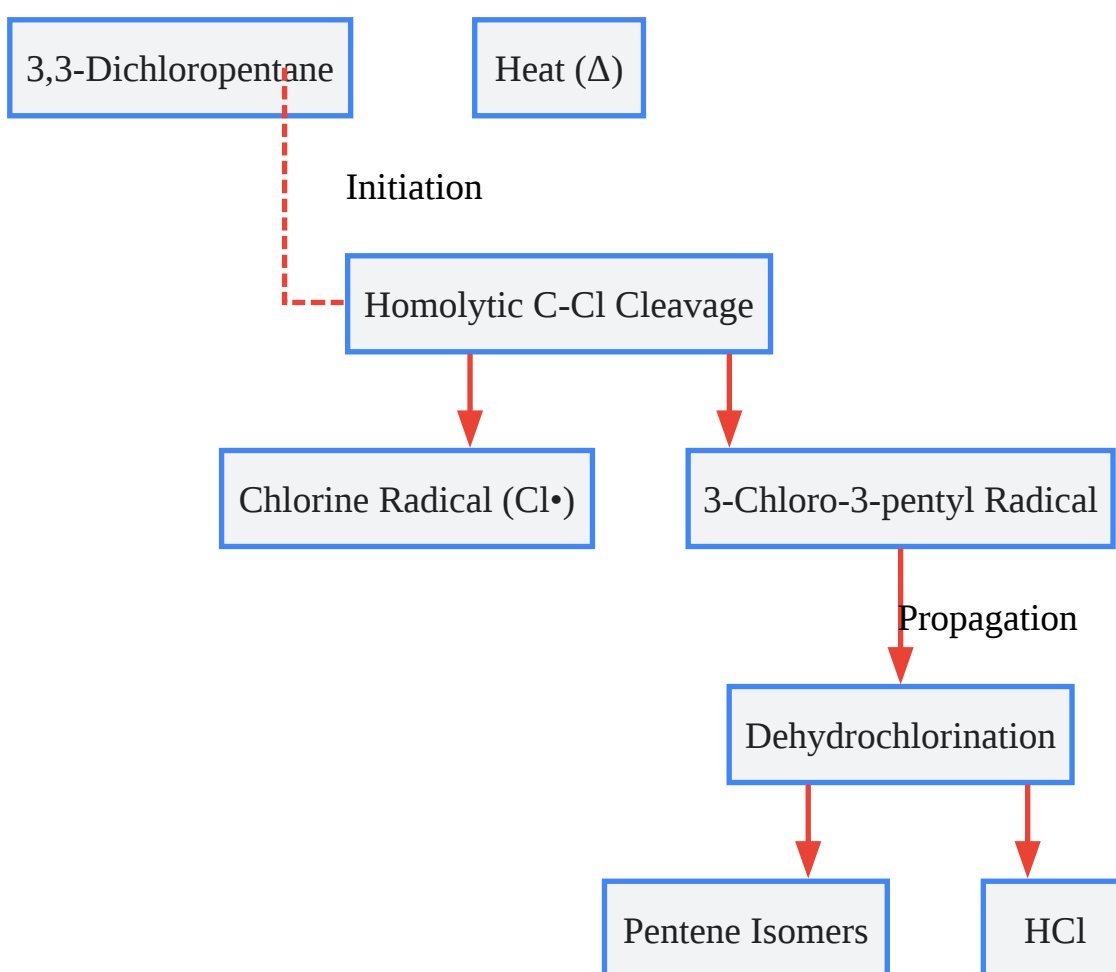 3,3-Dichloropentane
Heat (Δ)
Initiation
Homolytic C-Cl Cleavage
Chlorine Radical (Cl•)
3-Chloro-3-pentyl Radical
Propagation
Dehydrochlorination
Pentene Isomers
HCl